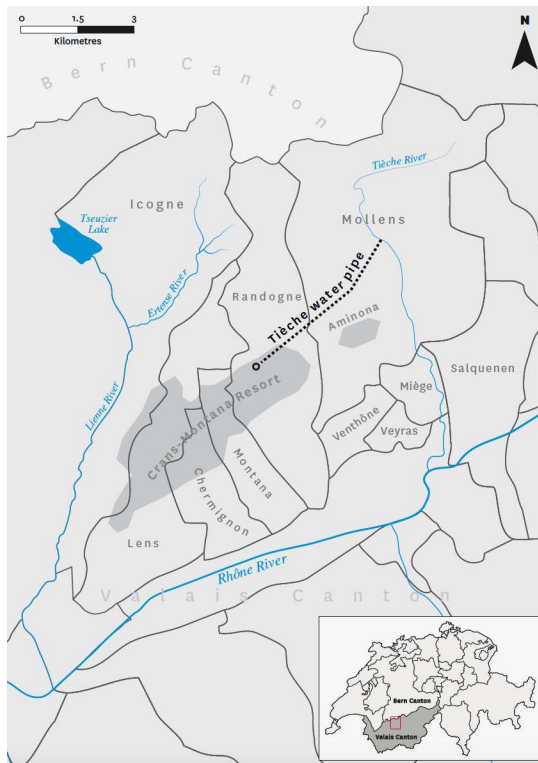 0 1.5 3
Kilometres
N
Bern Canton
Tièche River
Icogne
Mollens
Tseuzier
Lake
Ertense River
Randogne
Tièche water pipe
Aminona
Salquenen
Miège
Crans-Montana Resort
Lienne River
Venthône
Veyras
Montana
Chermignon
Lens
Rhône River
Valais Canton
Bern Canton
Valais Canton